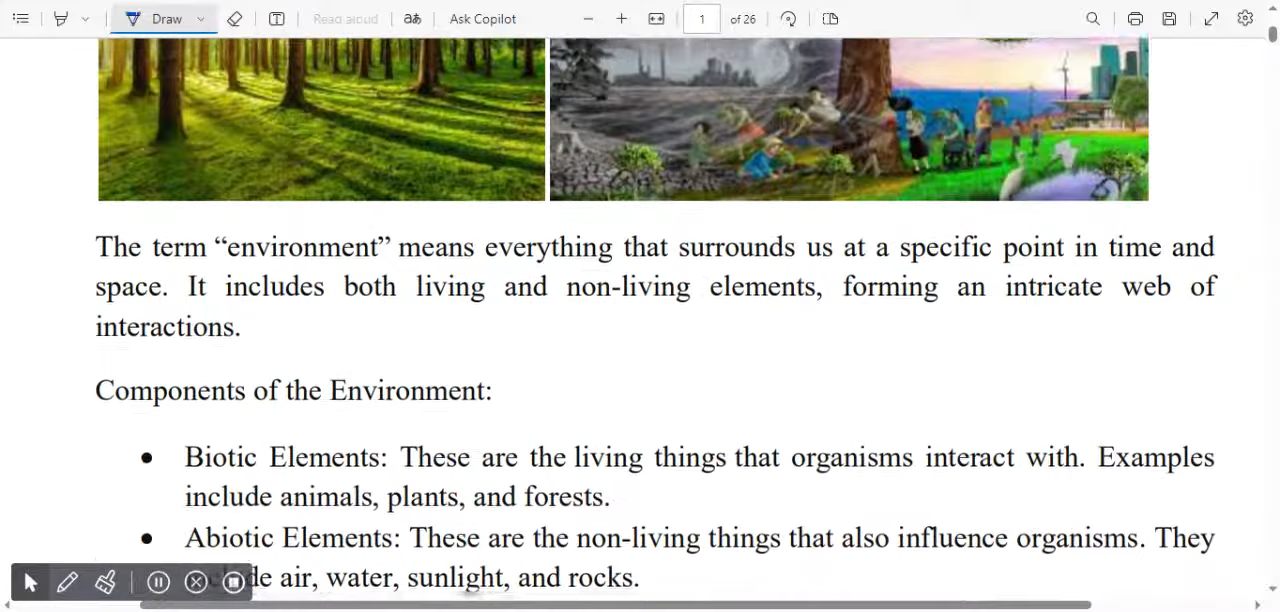 Draw
Read aloud
aあ
Ask Copilot
1
of 26
The term “environment” means everything that surrounds us at a specific point in time and
space. It includes both living and non-living elements, forming an intricate web of
interactions.
Components of the Environment:
• Biotic Elements: These are the living things that organisms interact with. Examples
include animals, plants, and forests.
• Abiotic Elements: These are the non-living things that also influence organisms. They
air, water, sunlight, and rocks.